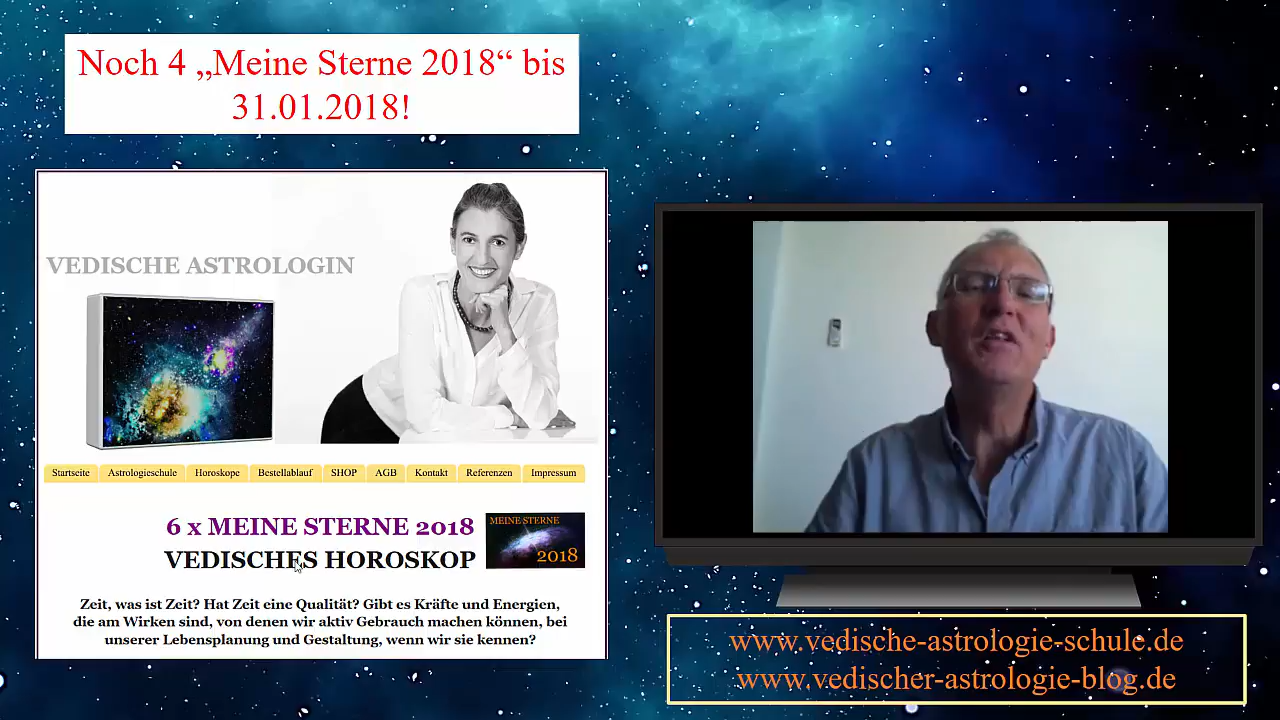 Noch 4 „Meine Sterne 2018“ bis
31.01.2018!
VEDISCHE ASTROLOGIN
Startseite Astrologieschule Horoskope Bestellablauf SHOP AGB Kontakt Referenzen Impressum
6 x MEINE STERNE 2018
VEDISCHES HOROSKOP
MEINE STERNE
2018
Zeit, was ist Zeit? Hat Zeit eine Qualität? Gibt es Kräfte und Energien,
die am Wirken sind, von denen wir aktiv Gebrauch machen können, bei
unserer Lebensplanung und Gestaltung, wenn wir sie kennen?
www.vedische-astrologie-schule.de
www.vedischer-astrologie-blog.de